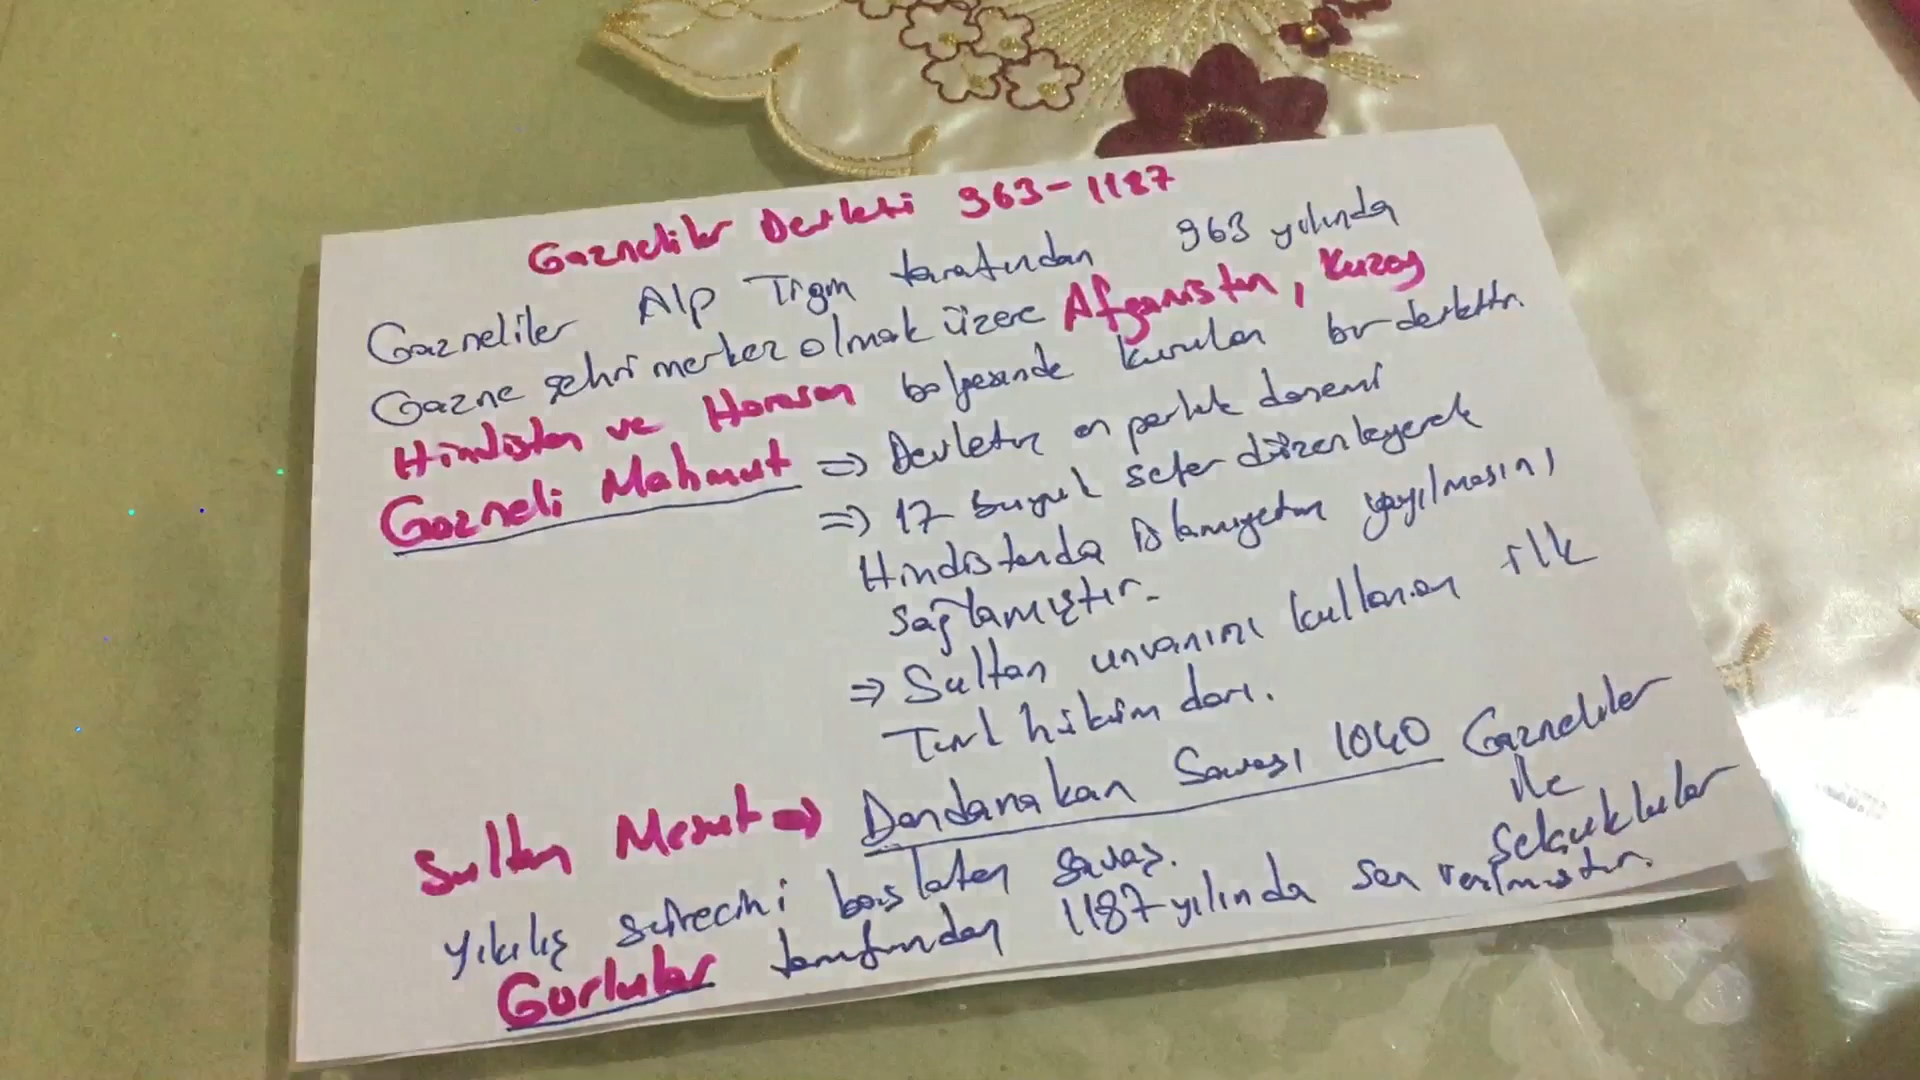 Gazneliler Devleti 963-1187
Gazneliler Alp Tigin tarafından 963 yılında
Gazne şehri merkez olmak üzere Afganistan, Kuzey
Hindistan ve Horasan bölgesinde kurulan bir devlettir.
Gazneli Mahmut ⇒ Devletin en parlak dönemi
⇒ 17 büyük sefer düzenleyerek
Hindistanda İslamiyetin yayılmasını
sağlamıştır.
⇒ Sultan unvanını kullanan ilk
Türk hükümdarı.
Sultan Mesut → Dandanakan Savaşı 1040 Gazneliler
ile
Selçuklular
yıkılış sürecini başlatan savaş.
Gurlular tarafından 1187 yılında son verilmiştir.